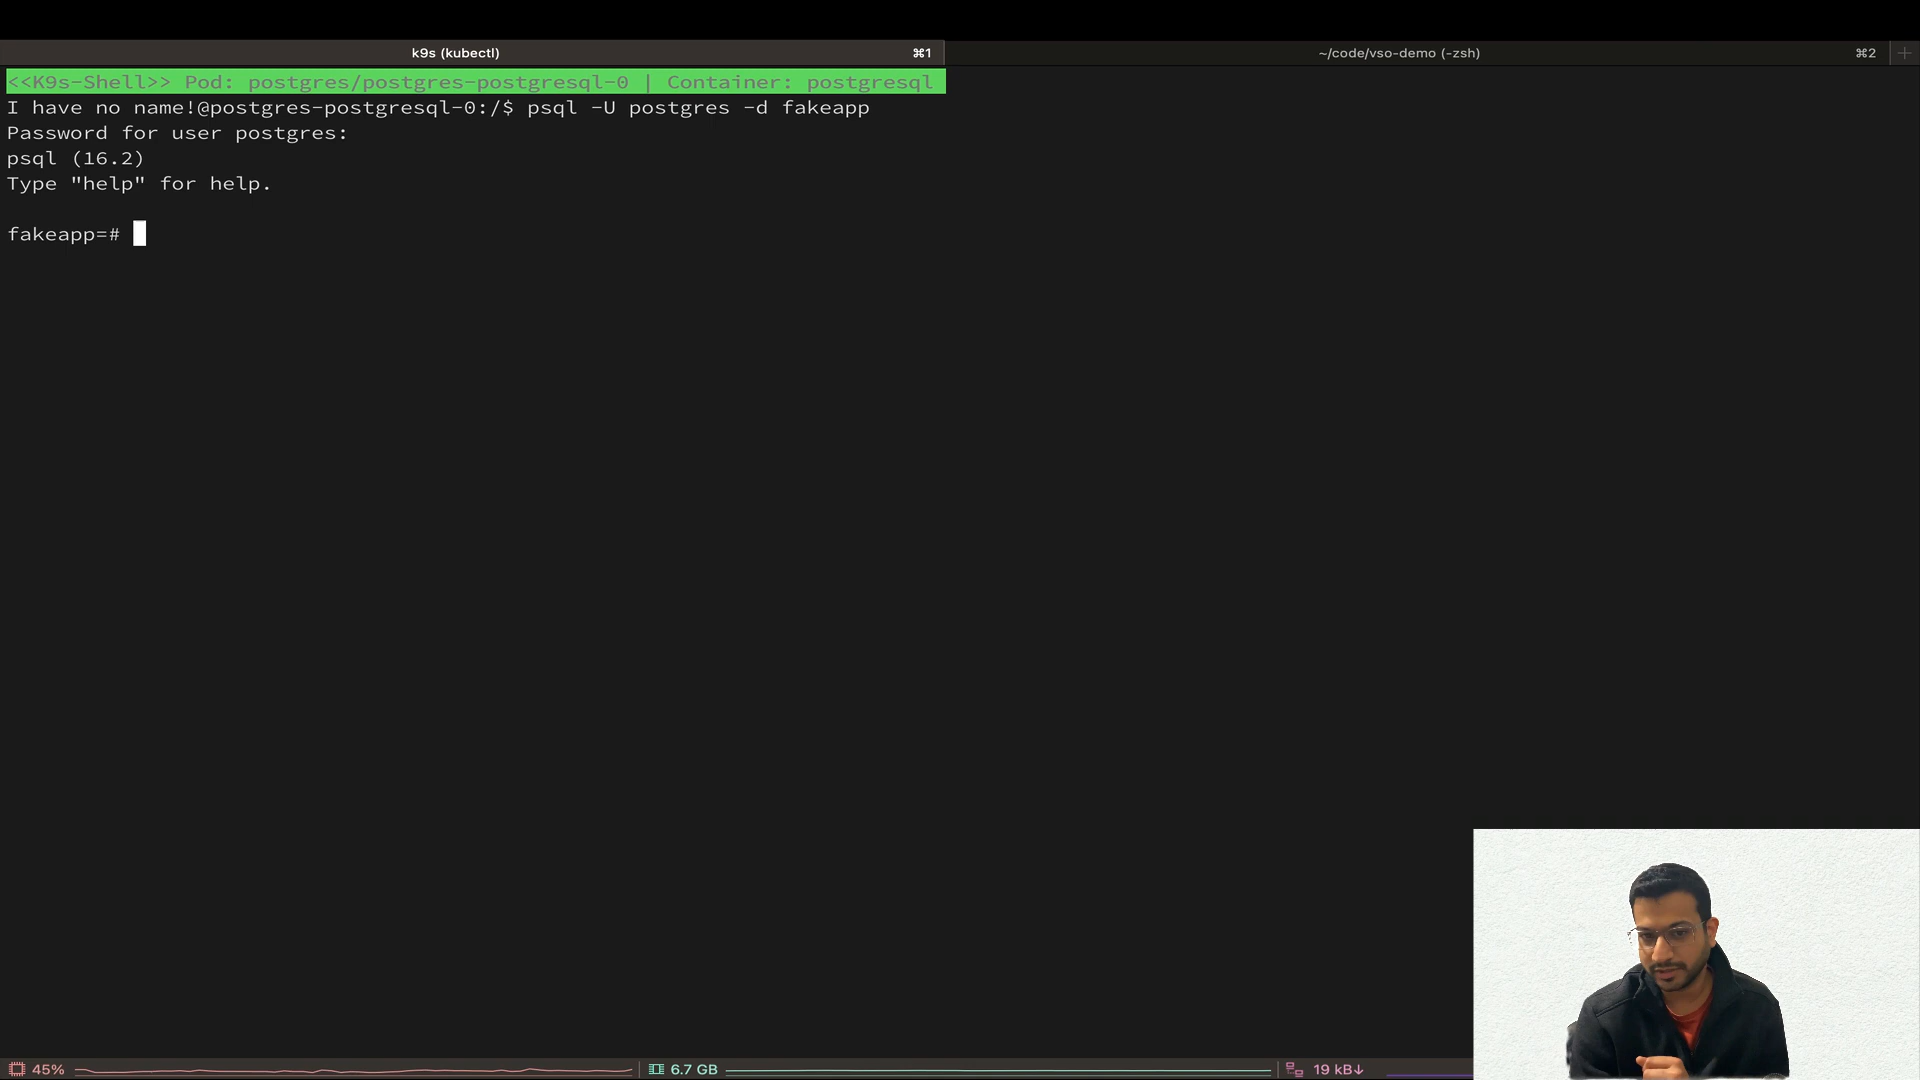 k9s (kubectl) ⌘1 ~/code/vso-demo (-zsh) ⌘2 +
<<K9s-Shell>> Pod: postgres/postgres-postgresql-0 | Container: postgresql
I have no name!@postgres-postgresql-0:/$ psql -U postgres -d fakeapp
Password for user postgres:
psql (16.2)
Type "help" for help.
fakeapp=#
45% 6.7 GB 19 kB↓